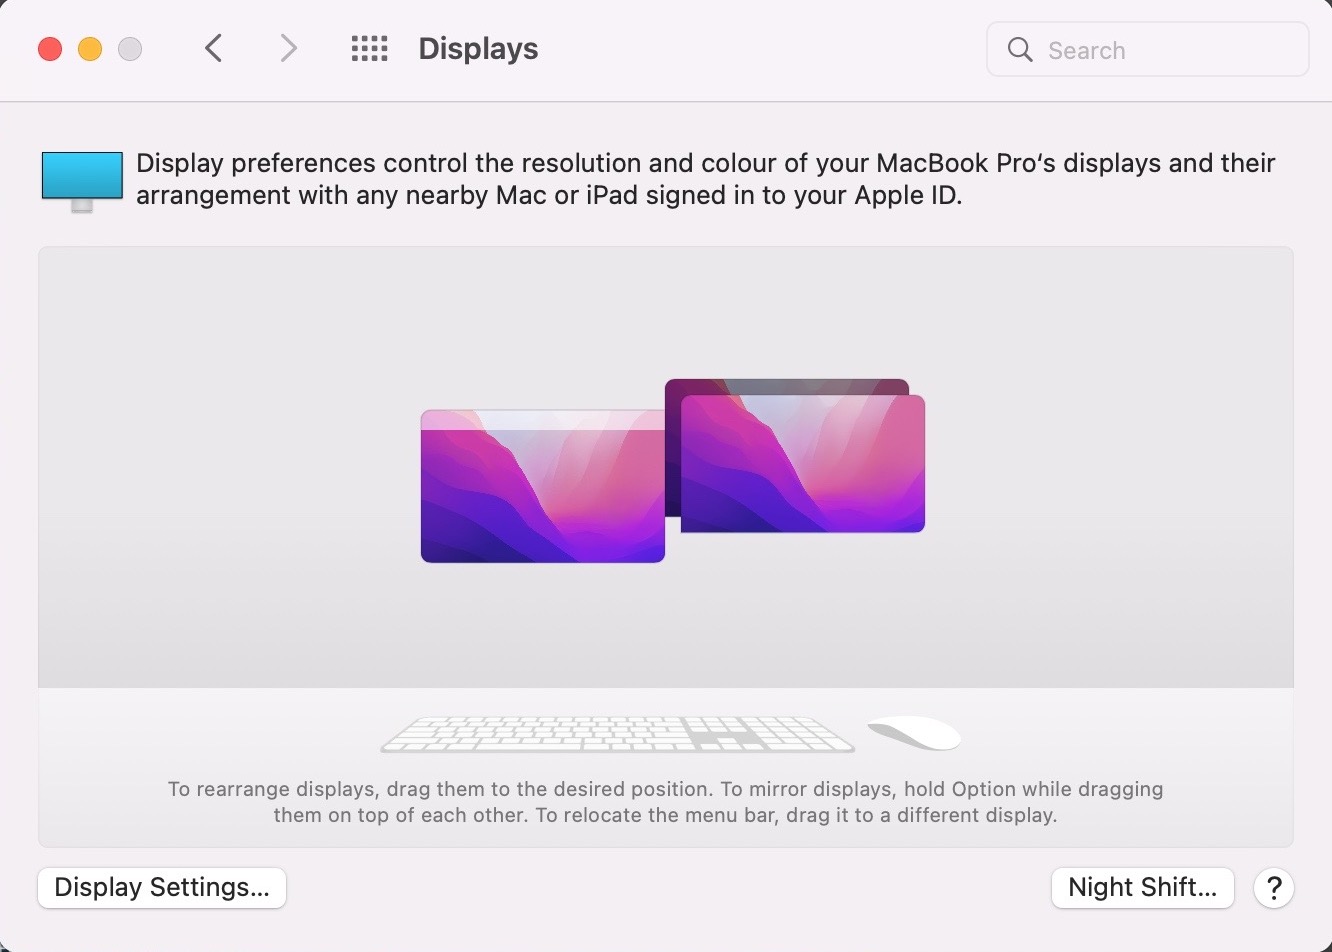 Displays
Search
Display preferences control the resolution and colour of your MacBook Pro‘s displays and their
arrangement with any nearby Mac or iPad signed in to your Apple ID.
To rearrange displays, drag them to the desired position. To mirror displays, hold Option while dragging
them on top of each other. To relocate the menu bar, drag it to a different display.
Display Settings...
Night Shift...
?